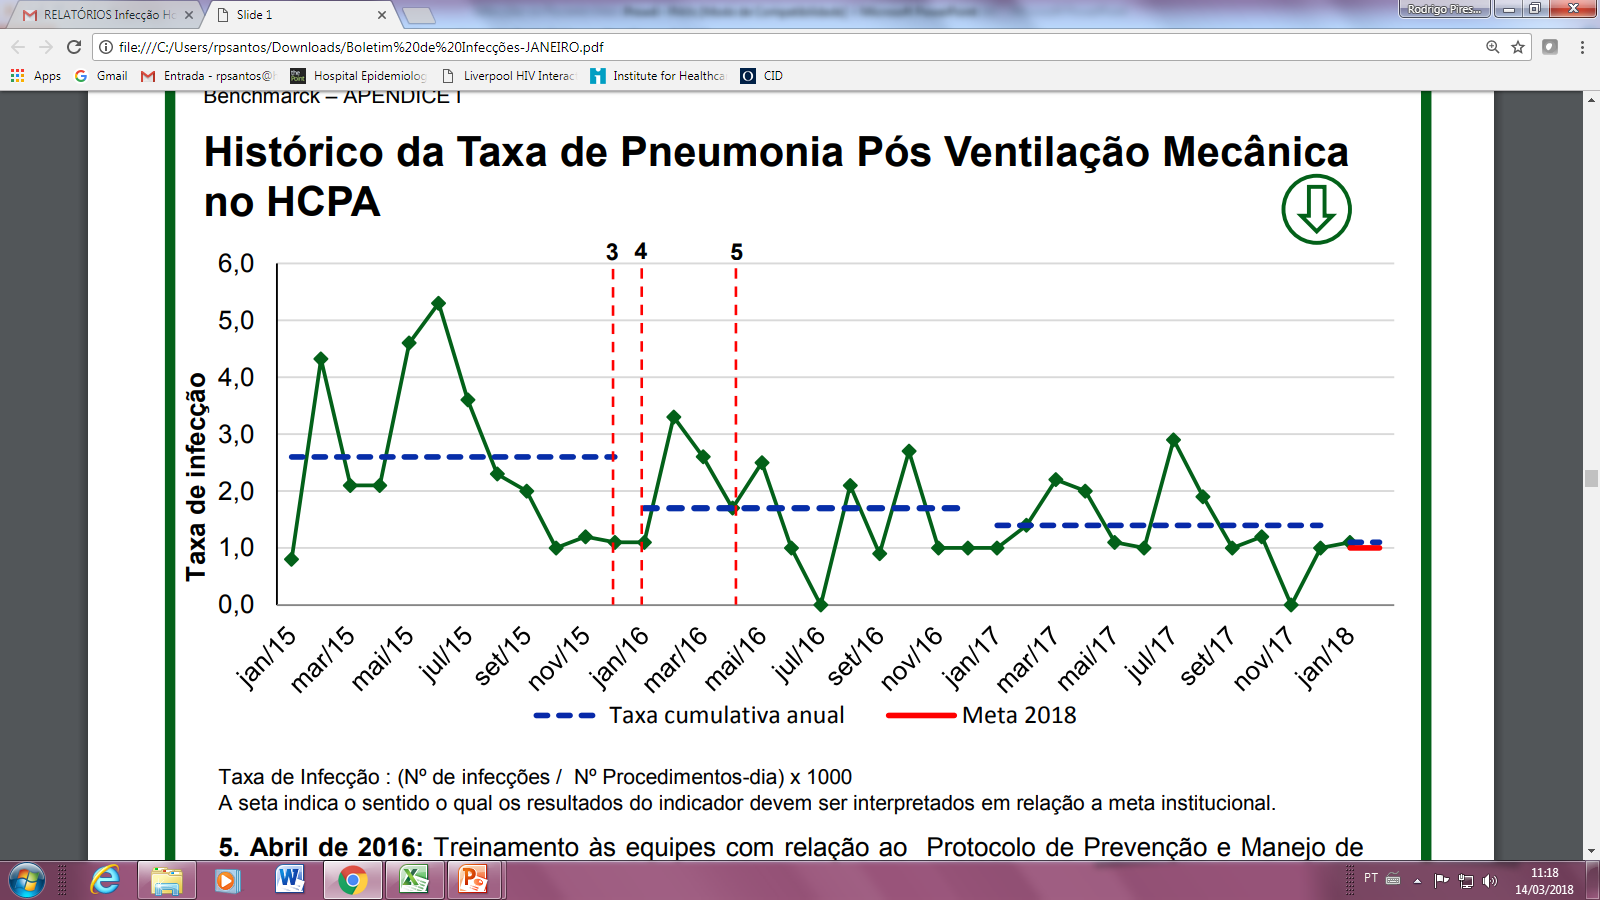 RELATÓRIOS Infecção Ho
Slide 1
Rodrigo Pires...
file:///C:/Users/rpsantos/Downloads/Boletim%20de%20Infecções-JANEIRO.pdf
Apps Gmail Entrada - rpsantos@ Hospital Epidemiolog Liverpool HIV Interac Institute for Healthca CID
Benchmarck – APENDICE I
Histórico da Taxa de Pneumonia Pós Ventilação Mecânica
no HCPA
3 4 5
6,0
5,0
4,0
3,0
2,0
1,0
0,0
Taxa de infecção
jan/15 mar/15 mai/15 jul/15 set/15 nov/15 jan/16 mar/16 mai/16 jul/16 set/16 nov/16 jan/17 mar/17 mai/17 jul/17 set/17 nov/17 jan/18
Taxa cumulativa anual Meta 2018
Taxa de Infecção : (Nº de infecções / Nº Procedimentos-dia) x 1000
A seta indica o sentido o qual os resultados do indicador devem ser interpretados em relação a meta institucional.
5. Abril de 2016: Treinamento às equipes com relação ao Protocolo de Prevenção e Manejo de
PT
11:18
14/03/2018